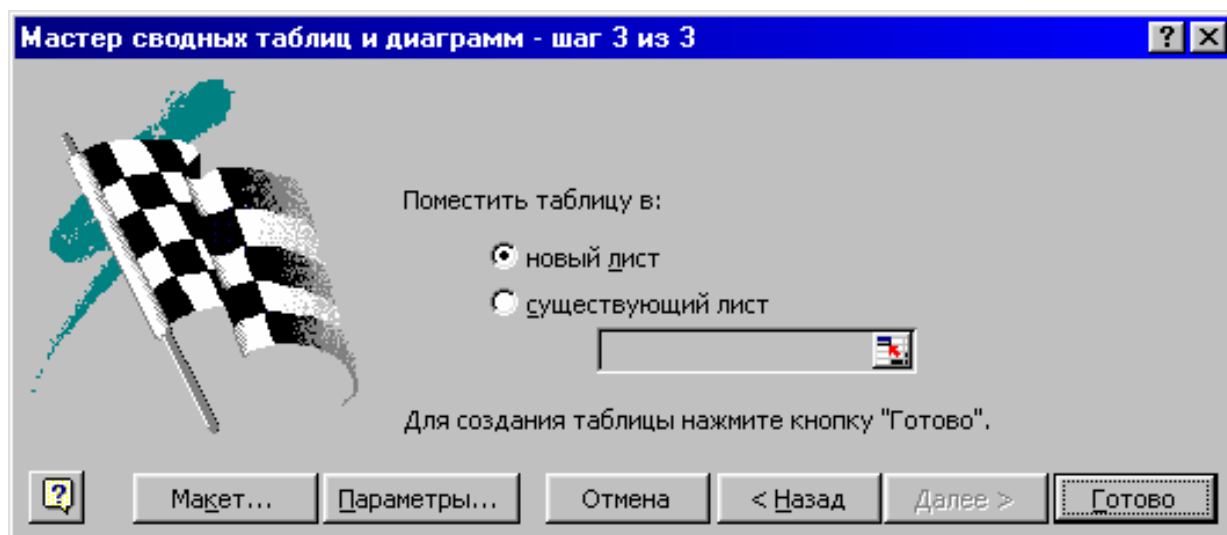 Мастер сводных таблиц и диаграмм - шаг 3 из 3
Поместить таблицу в:
новый лист
существующий лист
Для создания таблицы нажмите кнопку "Готово".
Макет... Параметры... Отмена < Назад Далее > Готово